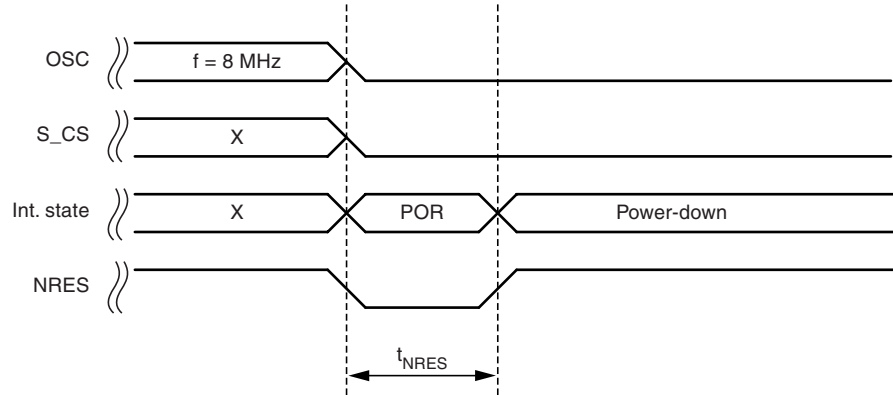 OSC
f = 8 MHz
S_CS
X
Int. state
X
POR
Power-down
NRES
tNRES